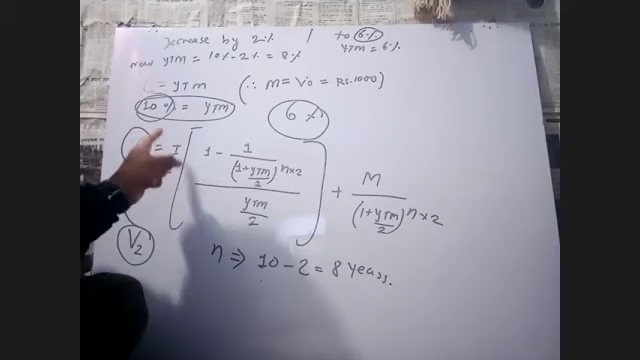 Decrease by 2% / to 6%
YTM = 6%
Now YTM = 10% - 2% = 8%
= YTM (∵ M = V0 = Rs.1000)
10% = YTM
6%
= I/2 [ 1 - 1/(1+YTM/2)^n×2 / YTM/2 ] + M/(1+YTM/2)^n×2
V2
n ⇒ 10 - 2 = 8 years.